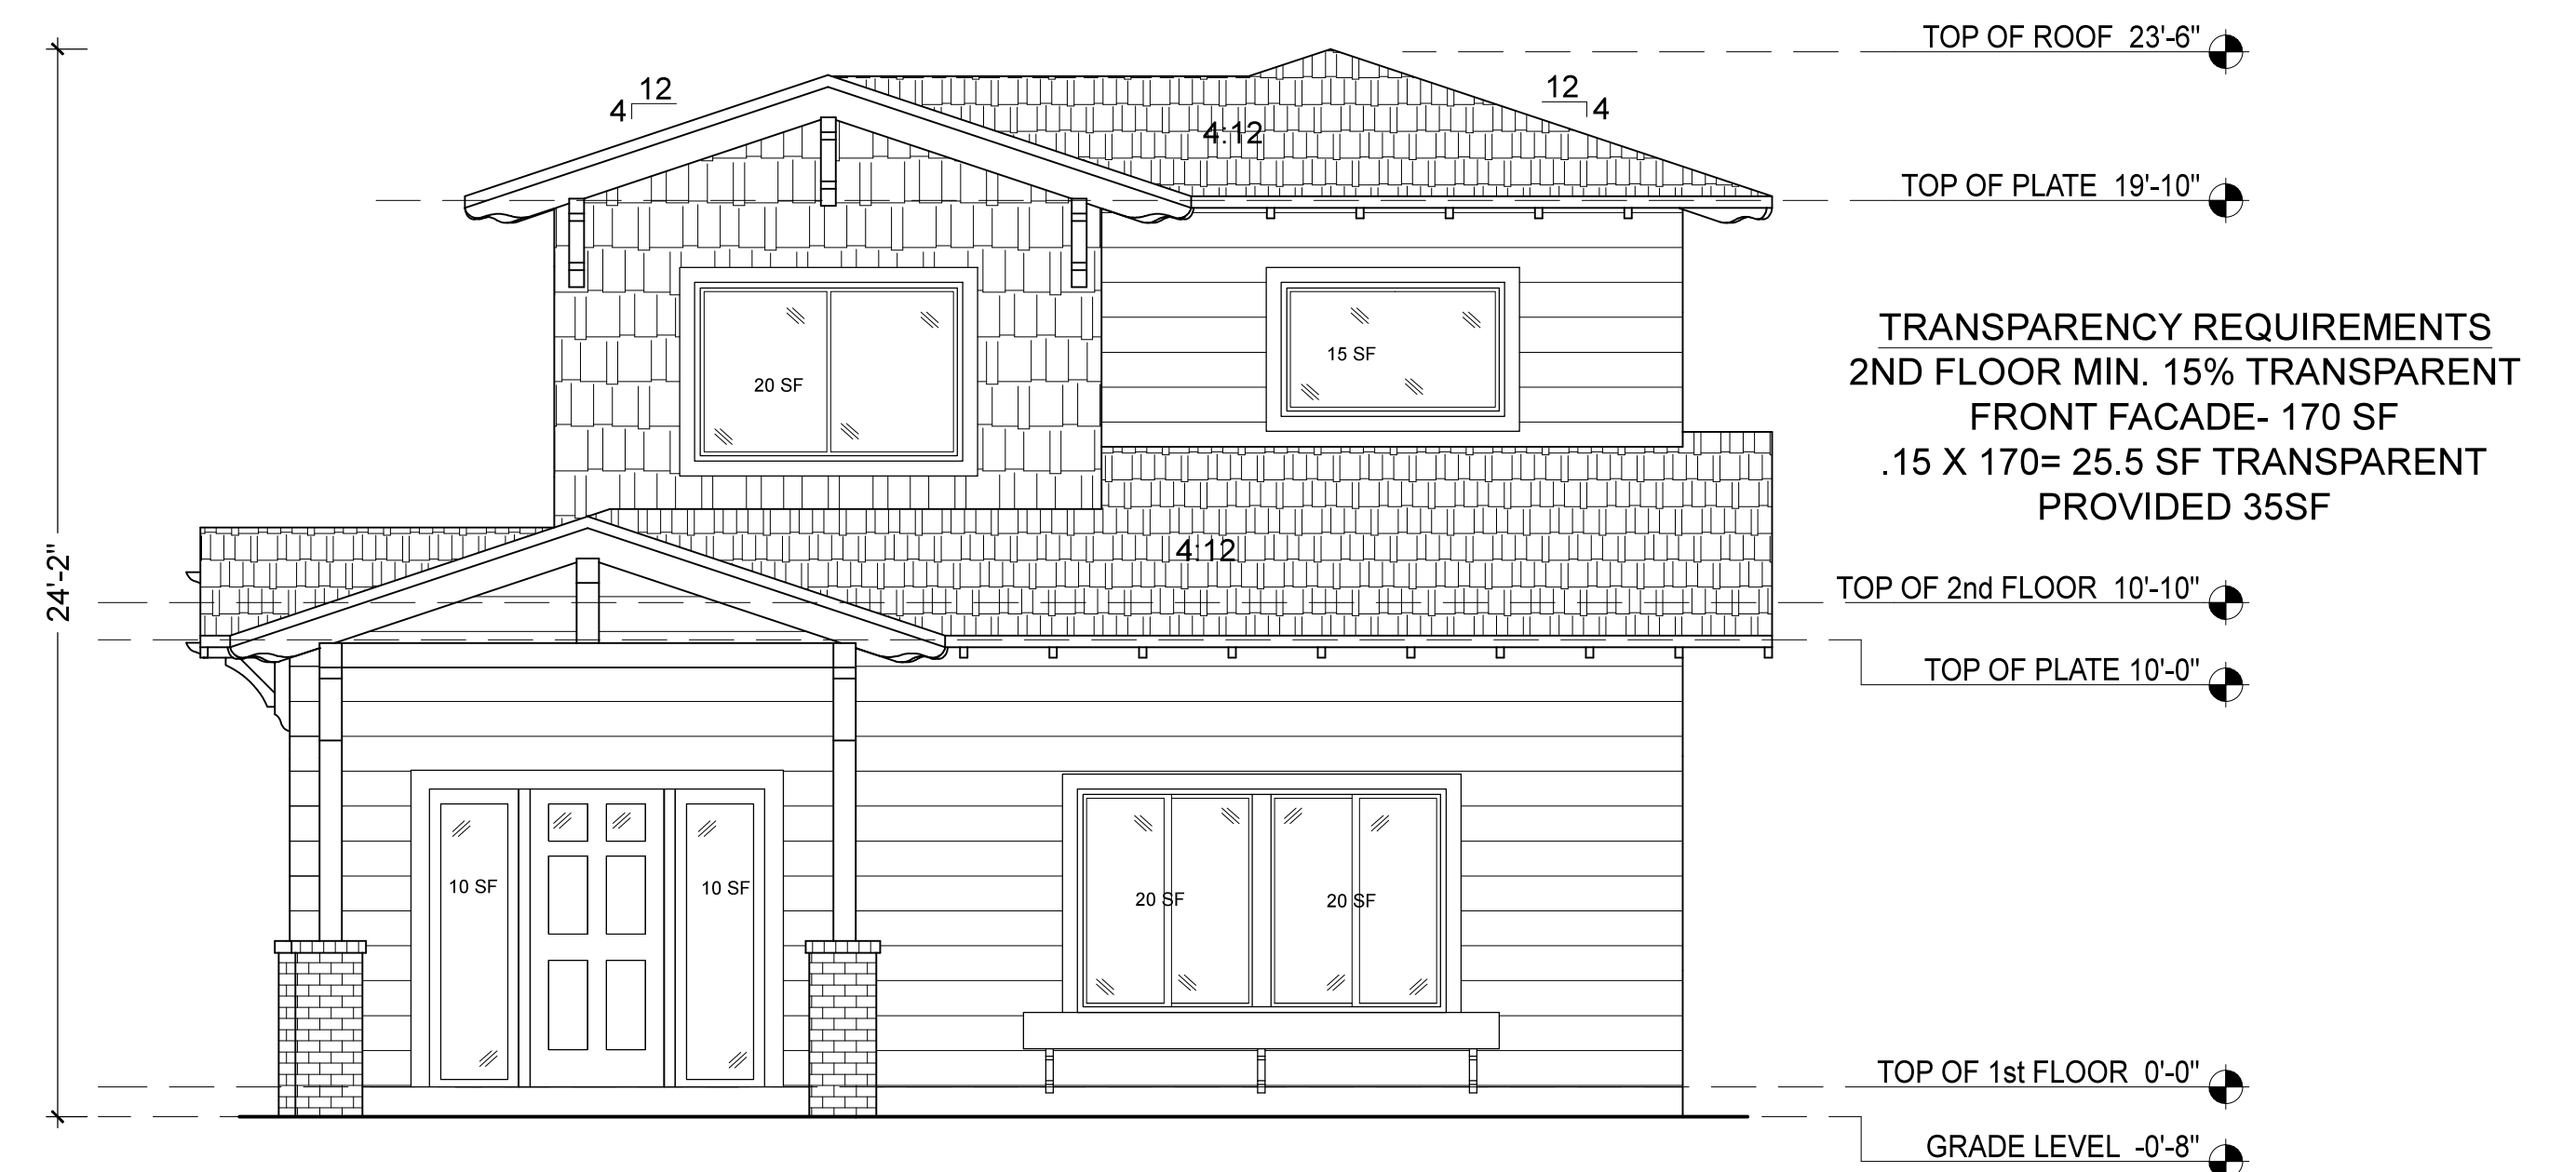 TOP OF ROOF 23'-6"
12
4
12
4
4:12
TOP OF PLATE 19'-10"
TRANSPARENCY REQUIREMENTS
2ND FLOOR MIN. 15% TRANSPARENT
FRONT FACADE- 170 SF
.15 X 170= 25.5 SF TRANSPARENT
PROVIDED 35SF
15 SF
20 SF
4:12
24'-2"
TOP OF 2nd FLOOR 10'-10"
TOP OF PLATE 10'-0"
10 SF
10 SF
20 SF
20 SF
TOP OF 1st FLOOR 0'-0"
GRADE LEVEL -0'-8"